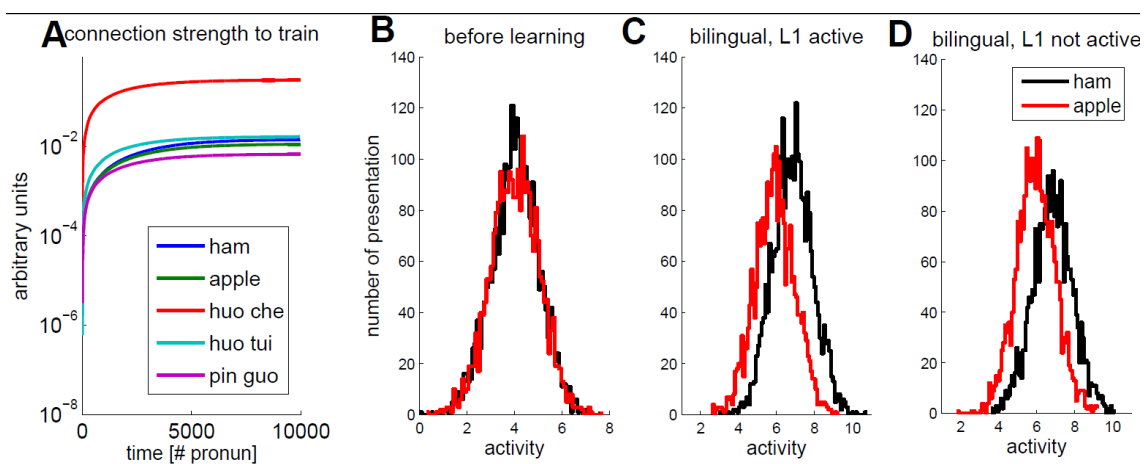 A connection strength to train
arbitrary units
10^-2
10^-4
10^-6
10^-8
ham
apple
huo che
huo tui
pin guo
0 5000 10000
time [# pronun]
B before learning
140
120
100
80
60
40
20
0
0 2 4 6 8
activity
C bilingual, L1 active
number of presentation
140
120
100
80
60
40
20
0
2 4 6 8 10
activity
D bilingual, L1 not active
ham
apple
140
120
100
80
60
40
20
0
2 4 6 8 10
activity